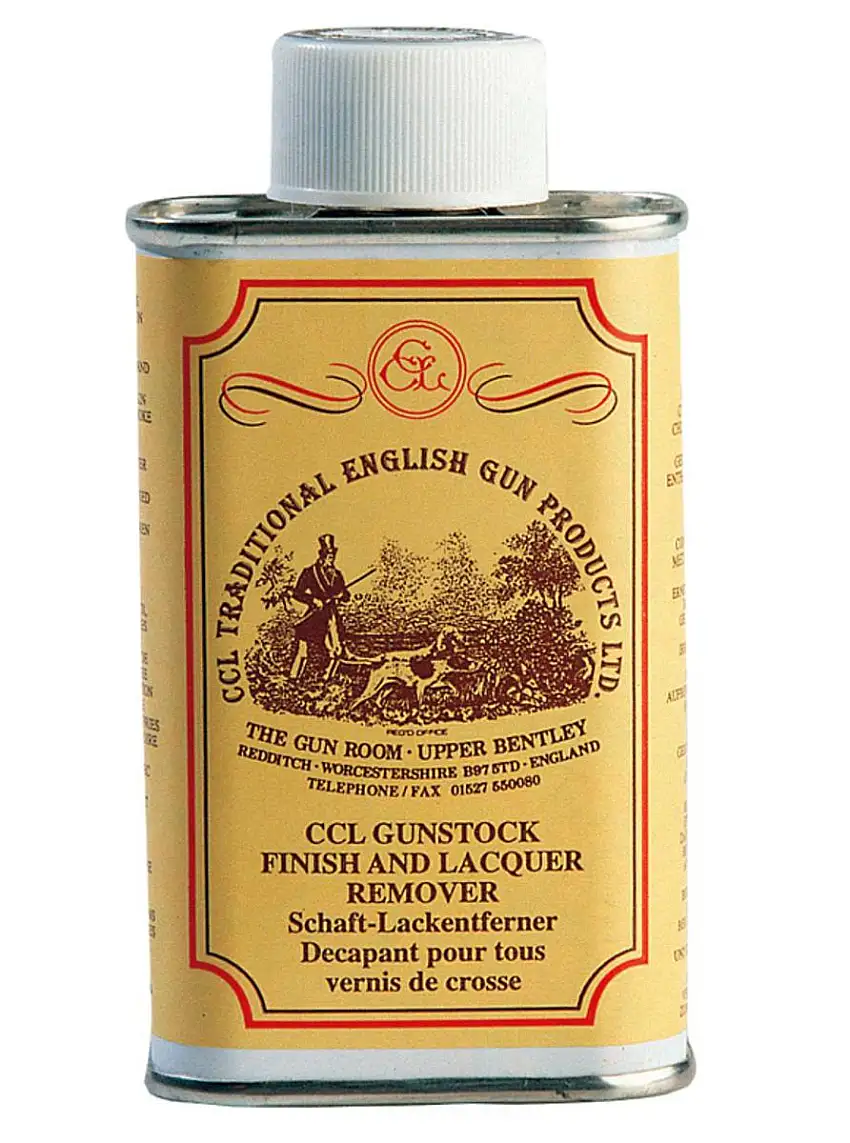 CCL
CCL TRADITIONAL ENGLISH GUN PRODUCTS LTD.
REG'D OFFICE
THE GUN ROOM · UPPER BENTLEY
REDDITCH · WORCESTERSHIRE B97 5TD · ENGLAND
TELEPHONE / FAX 01527 550080
CCL GUNSTOCK
FINISH AND LACQUER
REMOVER
Schaft-Lackentferner
Decapant pour tous
vernis de crosse